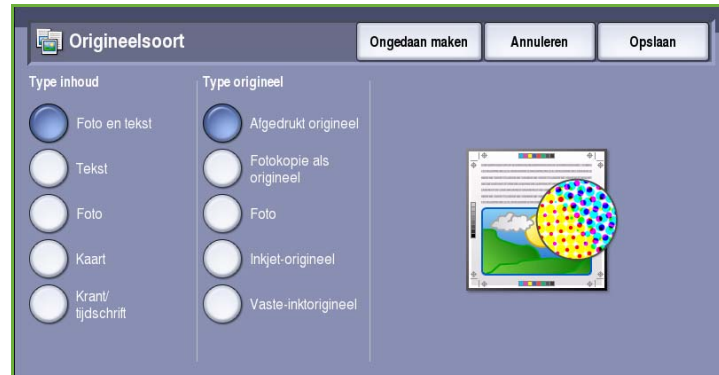 Origineelsoort
Ongedaan maken
Annuleren
Opslaan
Type inhoud
Foto en tekst
Tekst
Foto
Kaart
Krant/
tijdschrift
Type origineel
Afgedrukt origineel
Fotokopie als
origineel
Foto
Inkjet-origineel
Vaste-inktorigineel